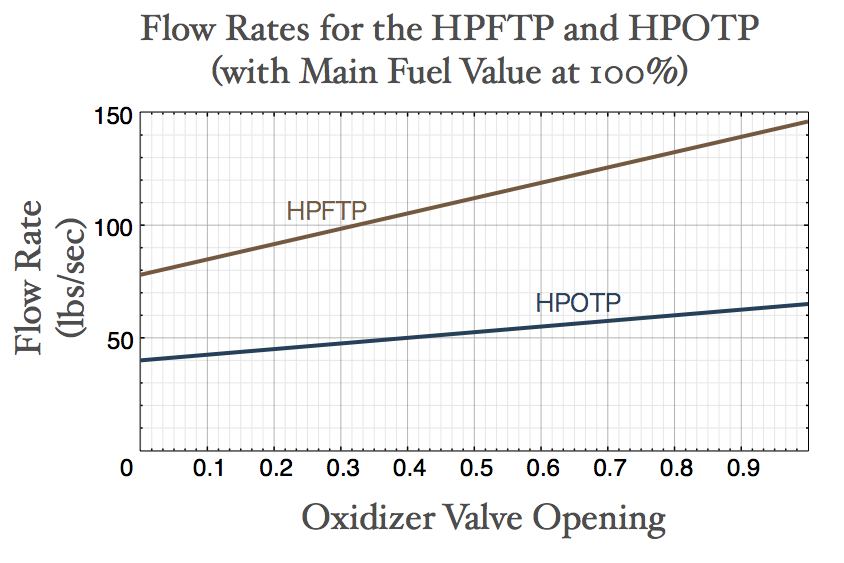 Flow Rates for the HPFTP and HPOTP
(with Main Fuel Value at 100%)
150
HPFTP
100
Flow Rate
(lbs/sec)
HPOTP
50
0 0.1 0.2 0.3 0.4 0.5 0.6 0.7 0.8 0.9
Oxidizer Valve Opening